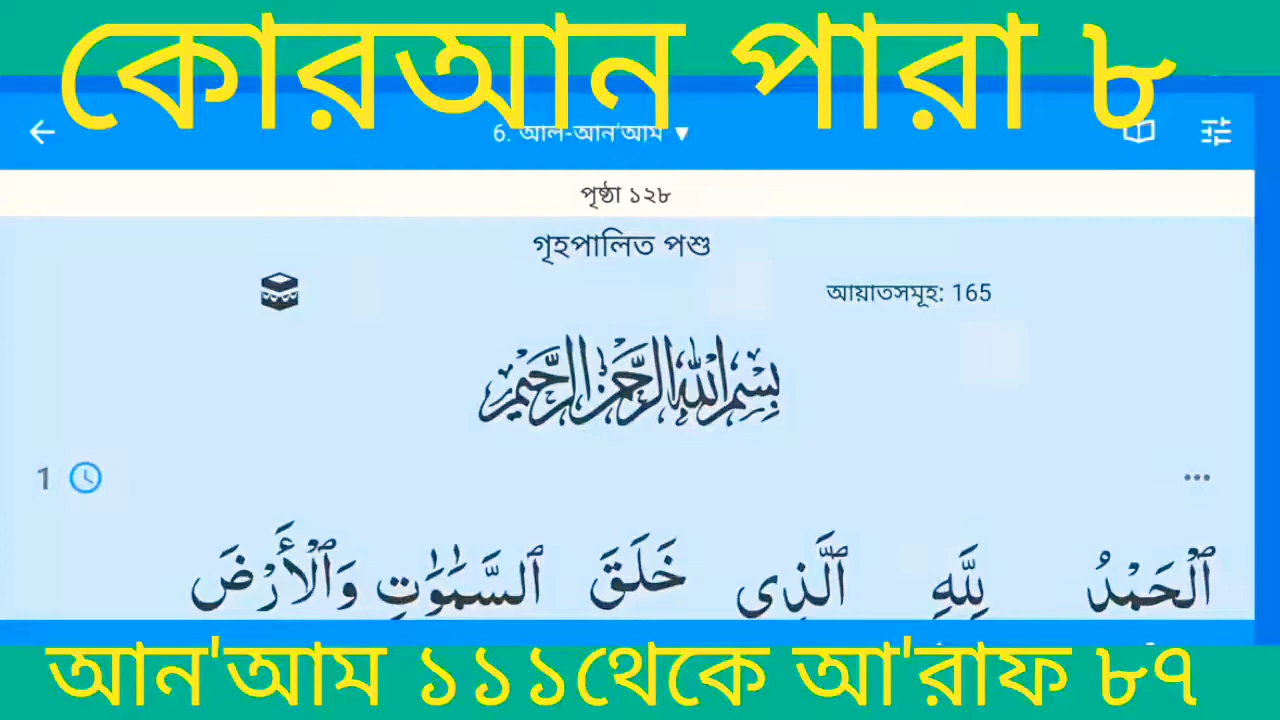 কোরআন পারা ৮
6. আল-আন'আম
পৃষ্ঠা ১২৮
গৃহপালিত পশু
আয়াতসমূহ: 165
بِسْمِ اللَّهِ الرَّحْمَٰنِ الرَّحِيمِ
1
ٱلْحَمْدُ لِلَّهِ ٱلَّذِى خَلَقَ ٱلسَّمَٰوَٰتِ وَٱلْأَرْضَ
আন'আম ১১১থেকে আ'রাফ ৮৭